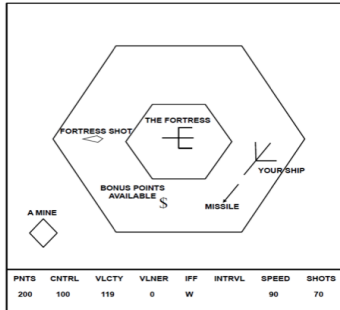 THE FORTRESS
FORTRESS SHOT
YOUR SHIP
BONUS POINTS
AVAILABLE
$
MISSILE
A MINE
PNTS CNTRL VLCTY VLNER IFF INTRVL SPEED SHOTS
200 100 119 0 W 90 70